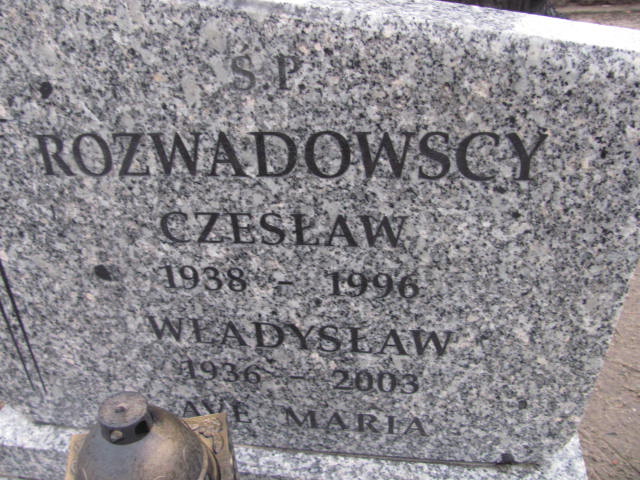 Ś.P.
ROZWADOWSCY
CZESŁAW
1938 - 1996
WŁADYSŁAW
1936 - 2003
AVE MARIA